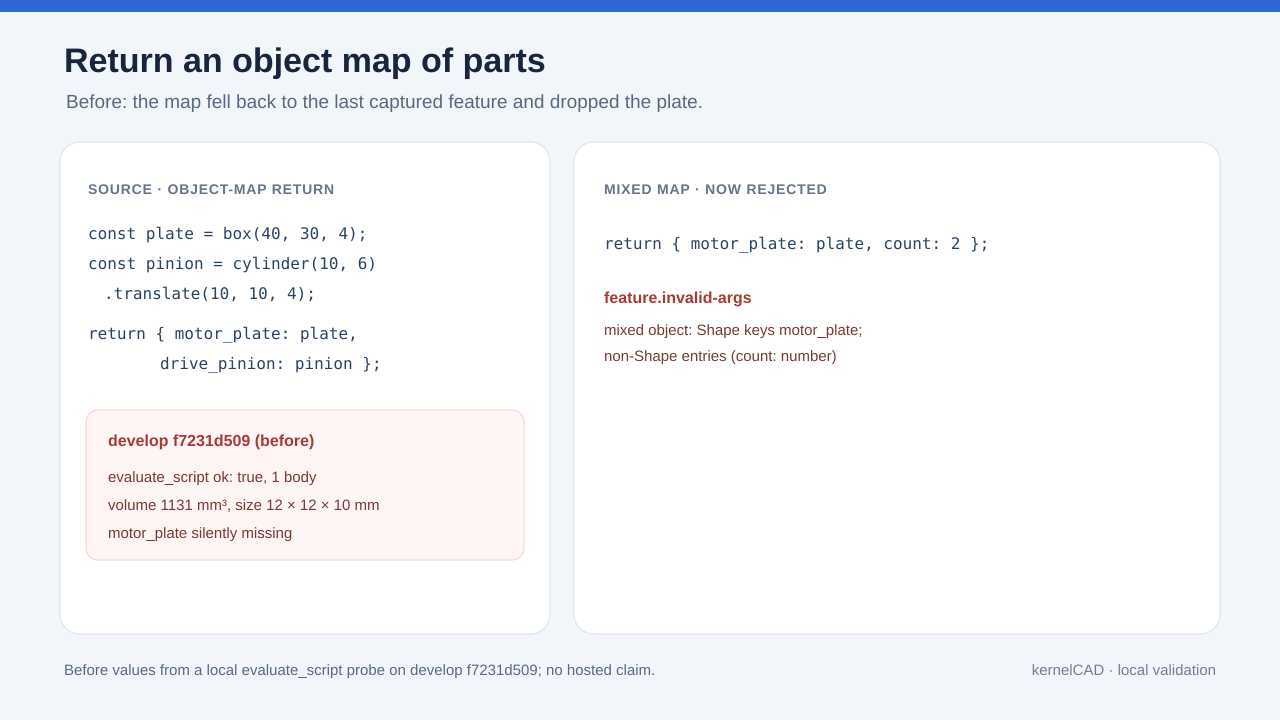 Return an object map of parts
Before: the map fell back to the last captured feature and dropped the plate.
SOURCE · OBJECT-MAP RETURN
const plate = box(40, 30, 4);
const pinion = cylinder(10, 6)
.translate(10, 10, 4);
return { motor_plate: plate,
drive_pinion: pinion };
develop f7231d509 (before)
evaluate_script ok: true, 1 body
volume 1131 mm³, size 12 × 12 × 10 mm
motor_plate silently missing
MIXED MAP · NOW REJECTED
return { motor_plate: plate, count: 2 };
feature.invalid-args
mixed object: Shape keys motor_plate;
non-Shape entries (count: number)
Before values from a local evaluate_script probe on develop f7231d509; no hosted claim.
kernelCAD · local validation